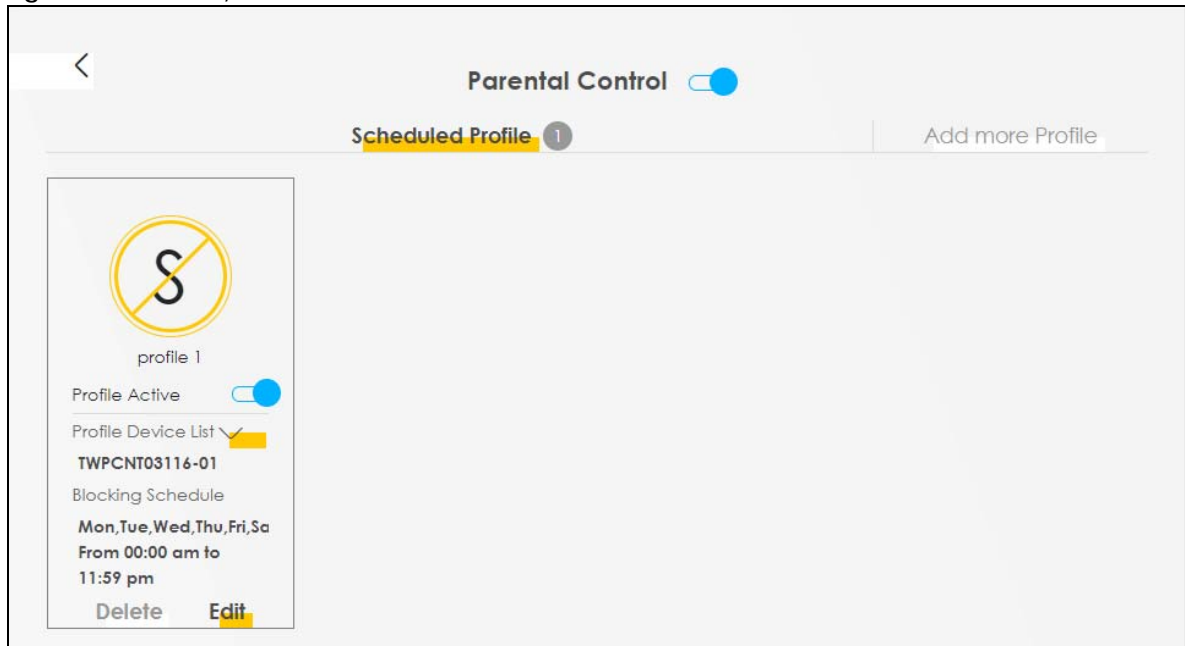 Parental Control
Scheduled Profile 1
Add more Profile
S
profile 1
Profile Active
Profile Device List
TWPCNT03116-01
Blocking Schedule
Mon,Tue,Wed,Thu,Fri,Sa
From 00:00 am to
11:59 pm
Delete Edit